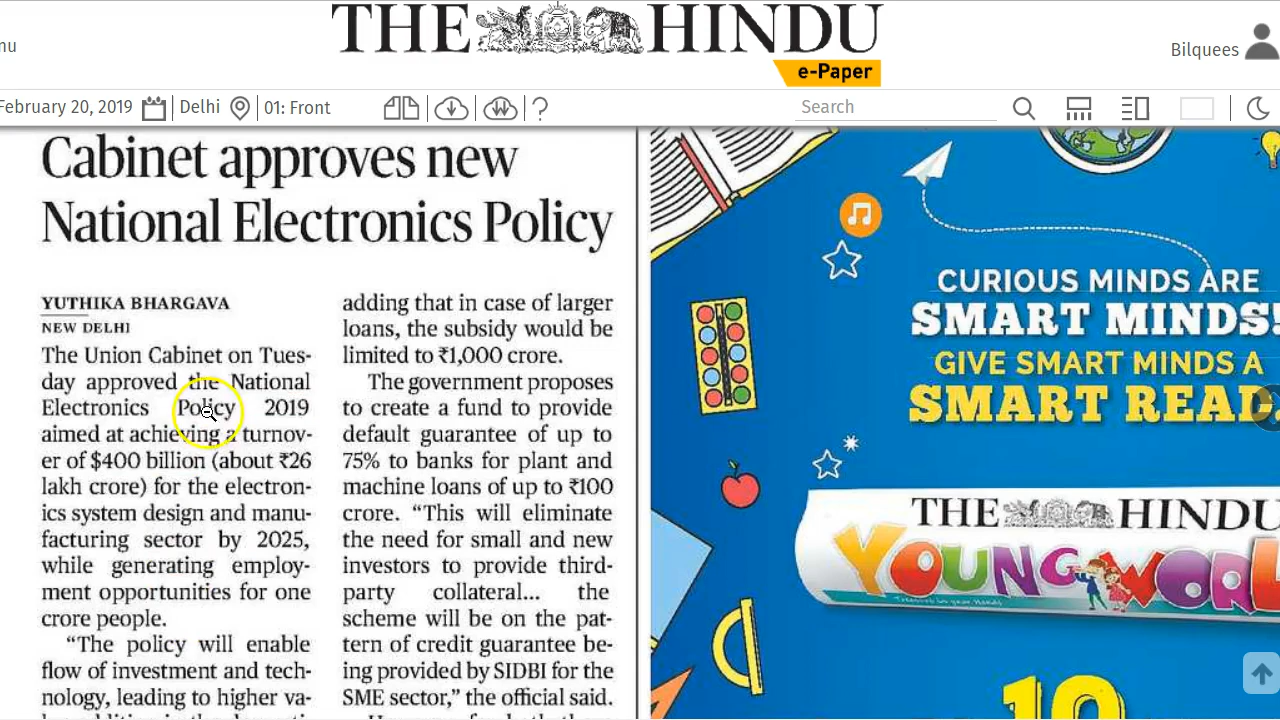 THE HINDU
e-Paper
nu
Bilquees
February 20, 2019
Delhi
01: Front
?
Search
Cabinet approves new
National Electronics Policy
YUTHIKA BHARGAVA
NEW DELHI
The Union Cabinet on Tues-
day approved the National
Electronics Policy 2019
aimed at achieving a turnov-
er of $400 billion (about ₹26
lakh crore) for the electron-
ics system design and manu-
facturing sector by 2025,
while generating employ-
ment opportunities for one
crore people.
“The policy will enable
flow of investment and tech-
nology, leading to higher va-
adding that in case of larger
loans, the subsidy would be
limited to ₹1,000 crore.
The government proposes
to create a fund to provide
default guarantee of up to
75% to banks for plant and
machine loans of up to ₹100
crore. “This will eliminate
the need for small and new
investors to provide third-
party collateral... the
scheme will be on the pat-
tern of credit guarantee be-
ing provided by SIDBI for the
SME sector,” the official said.
CURIOUS MINDS ARE
SMART MINDS!
GIVE SMART MINDS A
SMART READ.
THE HINDU
YOUNG WORL
10